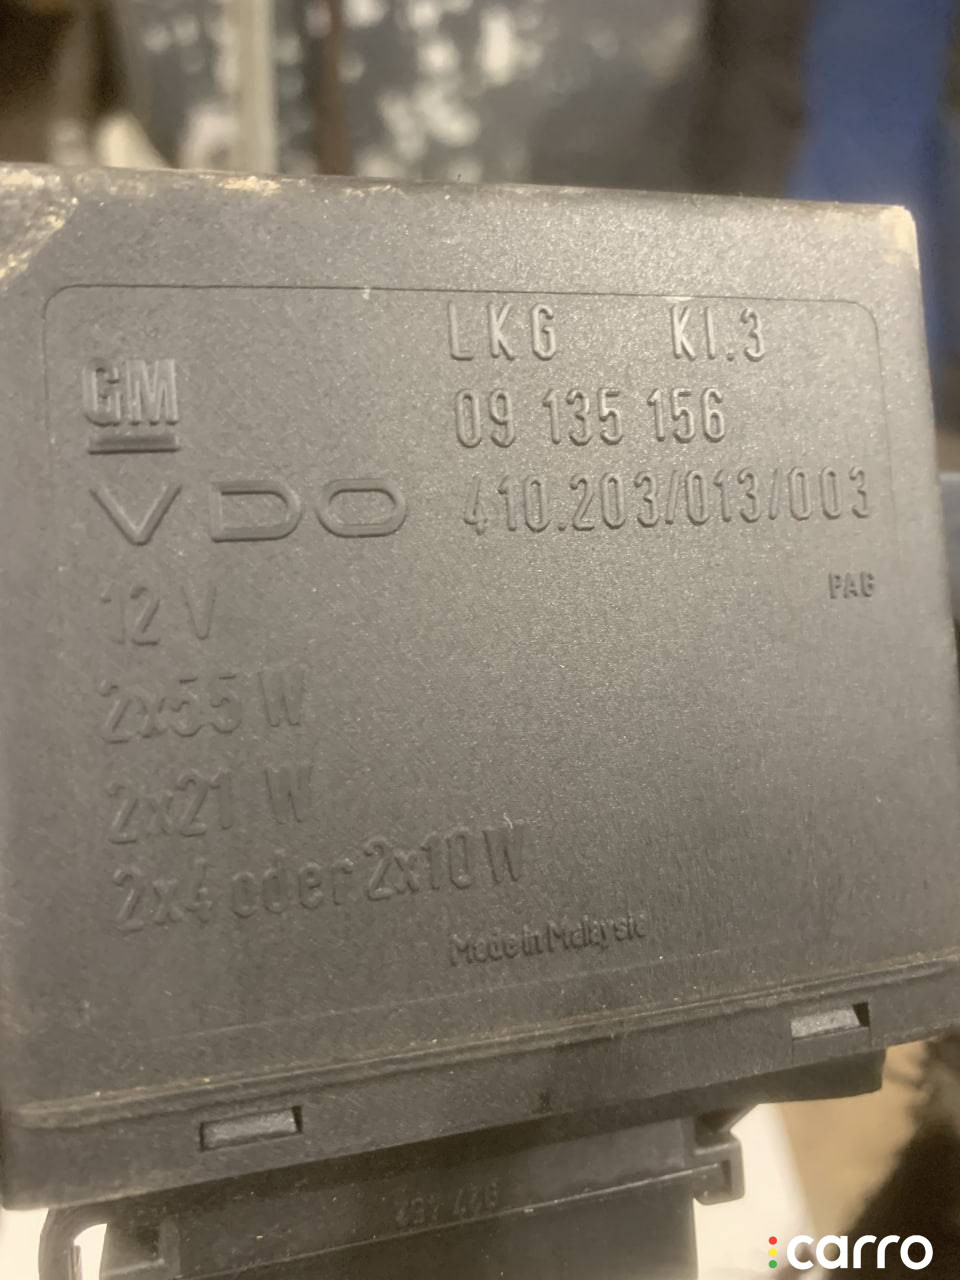 LKG KI.3
GM
09 135 156
VDO 410.203/013/003
PAG
12 V
2x55 W
2x21 W
2x4 oder 2x10 W
Made in Malaysia
carro